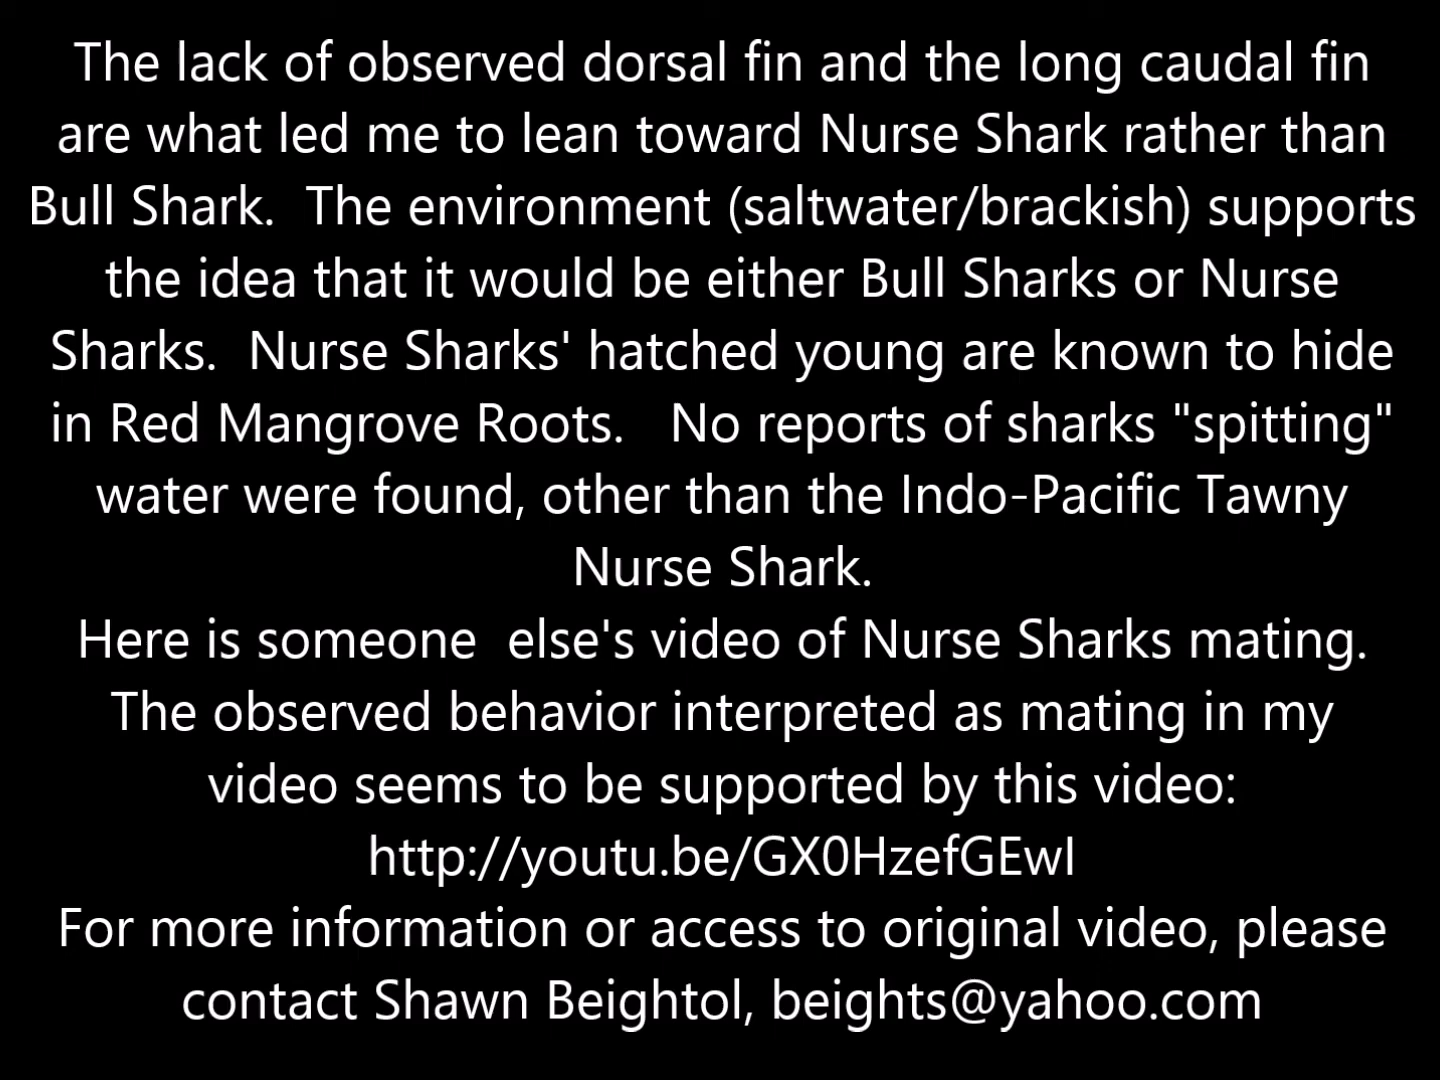 The lack of observed dorsal fin and the long caudal fin
are what led me to lean toward Nurse Shark rather than
Bull Shark.  The environment (saltwater/brackish) supports
the idea that it would be either Bull Sharks or Nurse
Sharks.  Nurse Sharks' hatched young are known to hide
in Red Mangrove Roots.   No reports of sharks "spitting"
water were found, other than the Indo-Pacific Tawny
Nurse Shark.
Here is someone  else's video of Nurse Sharks mating.
The observed behavior interpreted as mating in my
video seems to be supported by this video:
http://youtu.be/GX0HzefGEwI
For more information or access to original video, please
contact Shawn Beightol, beights@yahoo.com